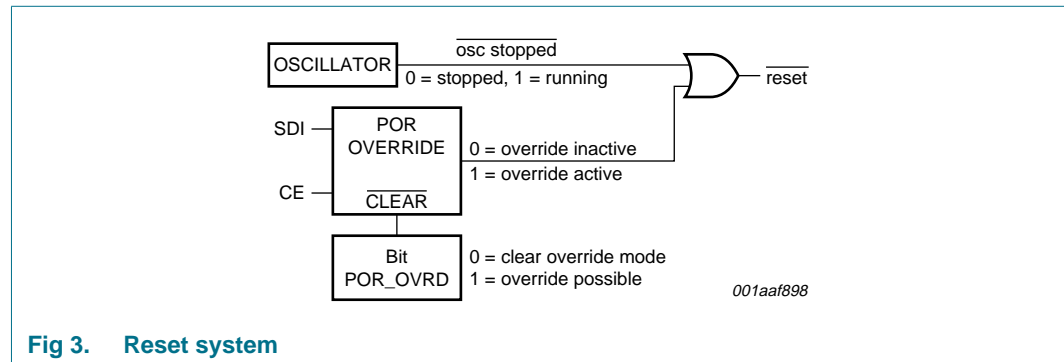 osc stopped
OSCILLATOR
0 = stopped, 1 = running
reset
SDI
POR
OVERRIDE
0 = override inactive
1 = override active
CE
CLEAR
Bit
POR_OVRD
0 = clear override mode
1 = override possible
001aaf898
Fig 3. Reset system